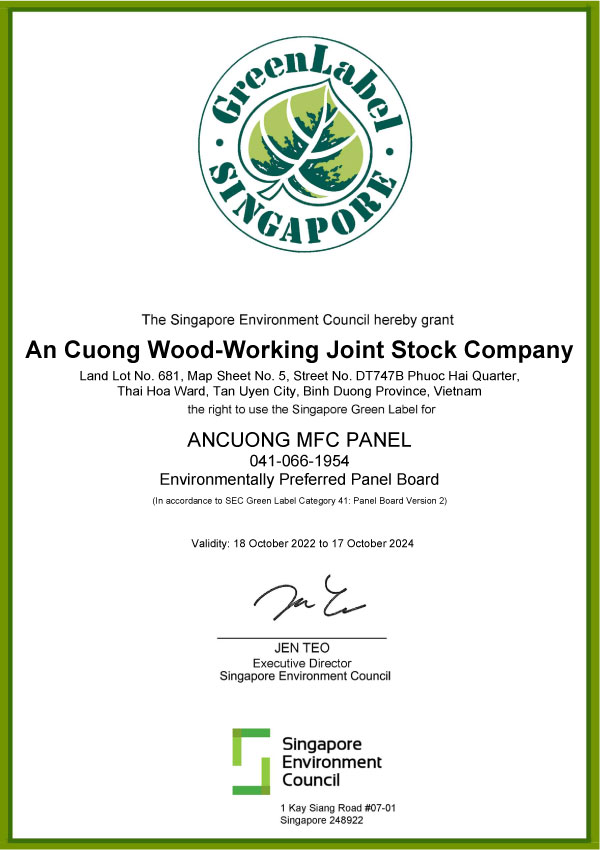 GreenLabel
SINGAPORE
The Singapore Environment Council hereby grant
An Cuong Wood-Working Joint Stock Company
Land Lot No. 681, Map Sheet No. 5, Street No. DT747B Phuoc Hai Quarter,
Thai Hoa Ward, Tan Uyen City, Binh Duong Province, Vietnam
the right to use the Singapore Green Label for
ANCUONG MFC PANEL
041-066-1954
Environmentally Preferred Panel Board
(In accordance to SEC Green Label Category 41: Panel Board Version 2)
Validity: 18 October 2022 to 17 October 2024
JEN TEO
Executive Director
Singapore Environment Council
Singapore
Environment
Council
1 Kay Siang Road #07-01
Singapore 248922